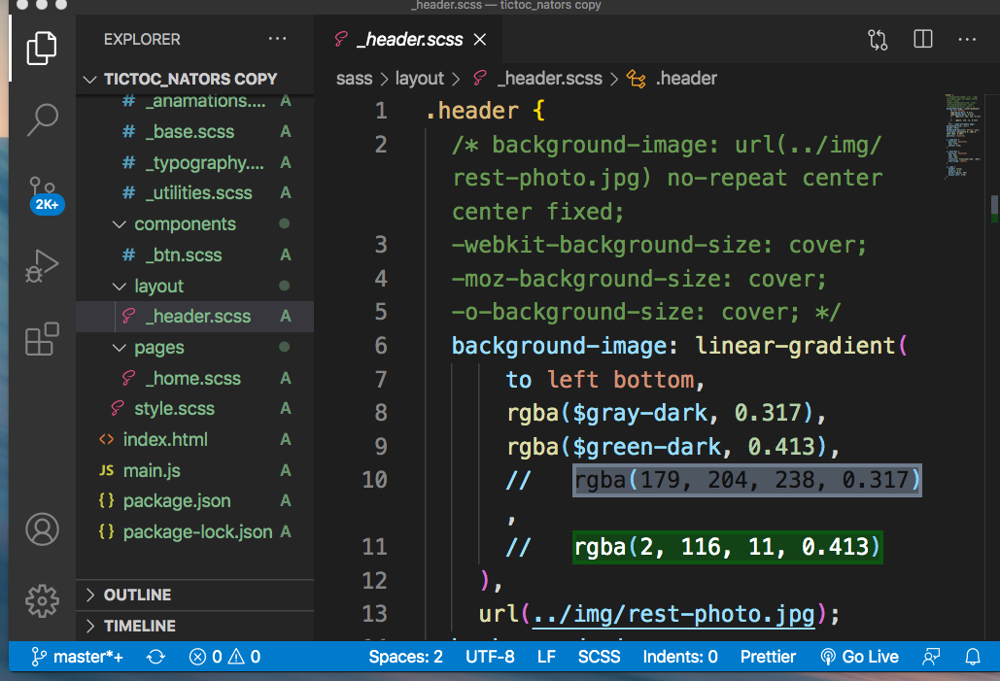 _header.scss — tictoc_nators copy
EXPLORER
TICTOC_NATORS COPY
# _anamations.... A
# _base.scss A
# _typography.... A
# _utilities.scss A
components
# _btn.scss A
layout
_header.scss A
pages
_home.scss A
style.scss A
<> index.html A
JS main.js A
{} package.json A
{} package-lock.json A
OUTLINE
TIMELINE
2K+
_header.scss
sass > layout > _header.scss > .header
1 .header {
2 /* background-image: url(../img/
rest-photo.jpg) no-repeat center
center fixed;
3 -webkit-background-size: cover;
4 -moz-background-size: cover;
5 -o-background-size: cover; */
6 background-image: linear-gradient(
7 to left bottom,
8 rgba($gray-dark, 0.317),
9 rgba($green-dark, 0.413),
10 // rgba(179, 204, 238, 0.317)
,
11 // rgba(2, 116, 11, 0.413)
12 ),
13 url(../img/rest-photo.jpg);
master*+ 0 0 Spaces: 2 UTF-8 LF SCSS Indents: 0 Prettier Go Live